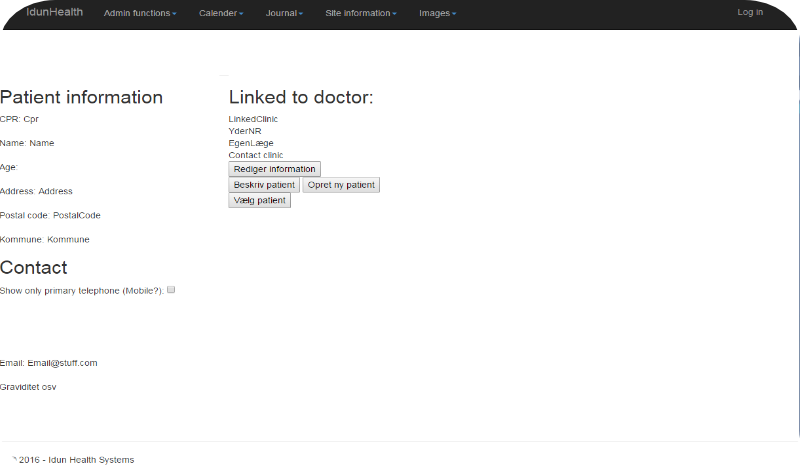 IdunHealth Admin functions Calender Journal Site information Images Log in
Patient information
CPR: Cpr
Name: Name
Age:
Address: Address
Postal code: PostalCode
Kommune: Kommune
Contact
Show only primary telephone (Mobile?);
Email: Email@stuff.com
Graviditet osv
Linked to doctor:
LinkedClinic
YderNR
EgenLæge
Contact clinic
Rediger information
Beskriv patient Opret ny patient
Vælg patient
2016 - Idun Health Systems